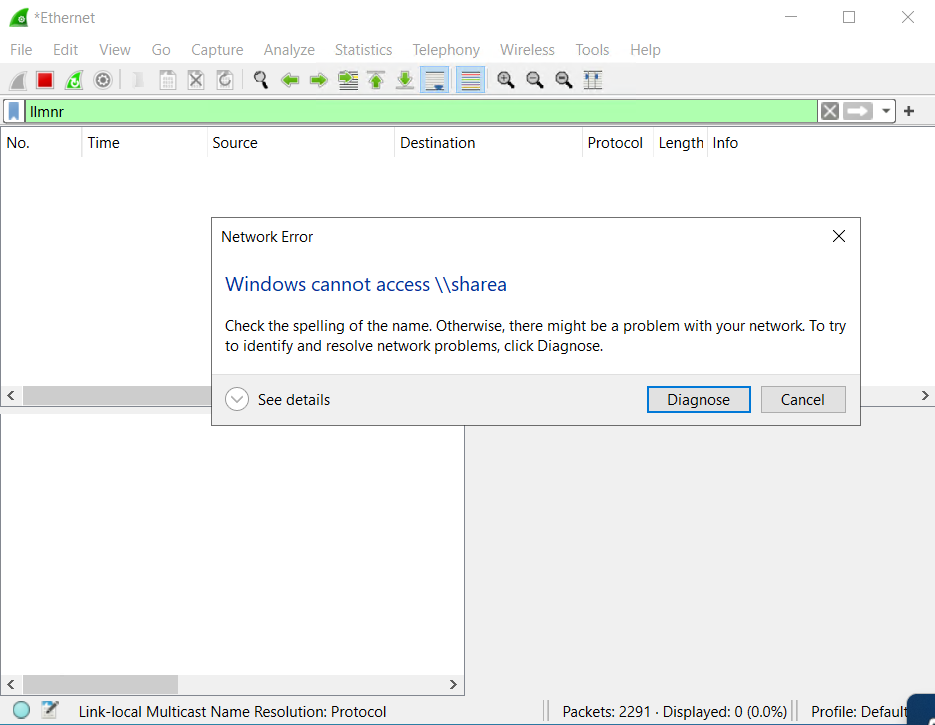 *Ethernet
File Edit View Go Capture Analyze Statistics Telephony Wireless Tools Help
llmnr
No. Time Source Destination Protocol Length Info
Network Error
Windows cannot access \\sharea
Check the spelling of the name. Otherwise, there might be a problem with your network. To try
to identify and resolve network problems, click Diagnose.
See details Diagnose Cancel
Link-local Multicast Name Resolution: Protocol Packets: 2291 · Displayed: 0 (0.0%) Profile: Default